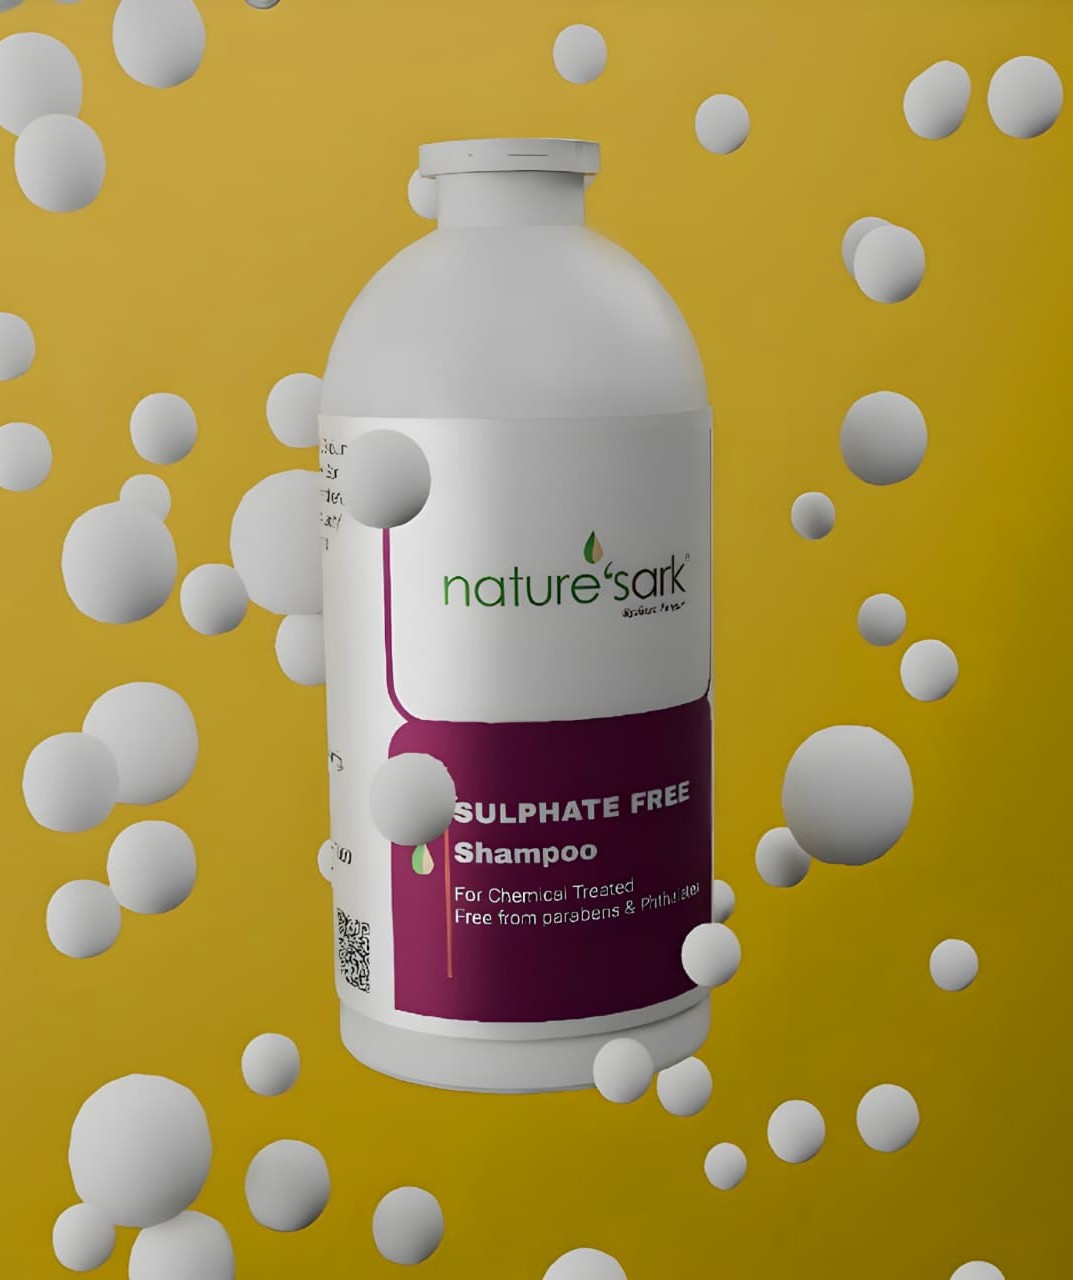 nature‘sark
SULPHATE FREE
Shampoo
For Chemical Treated
Free from parabens & Phthalates